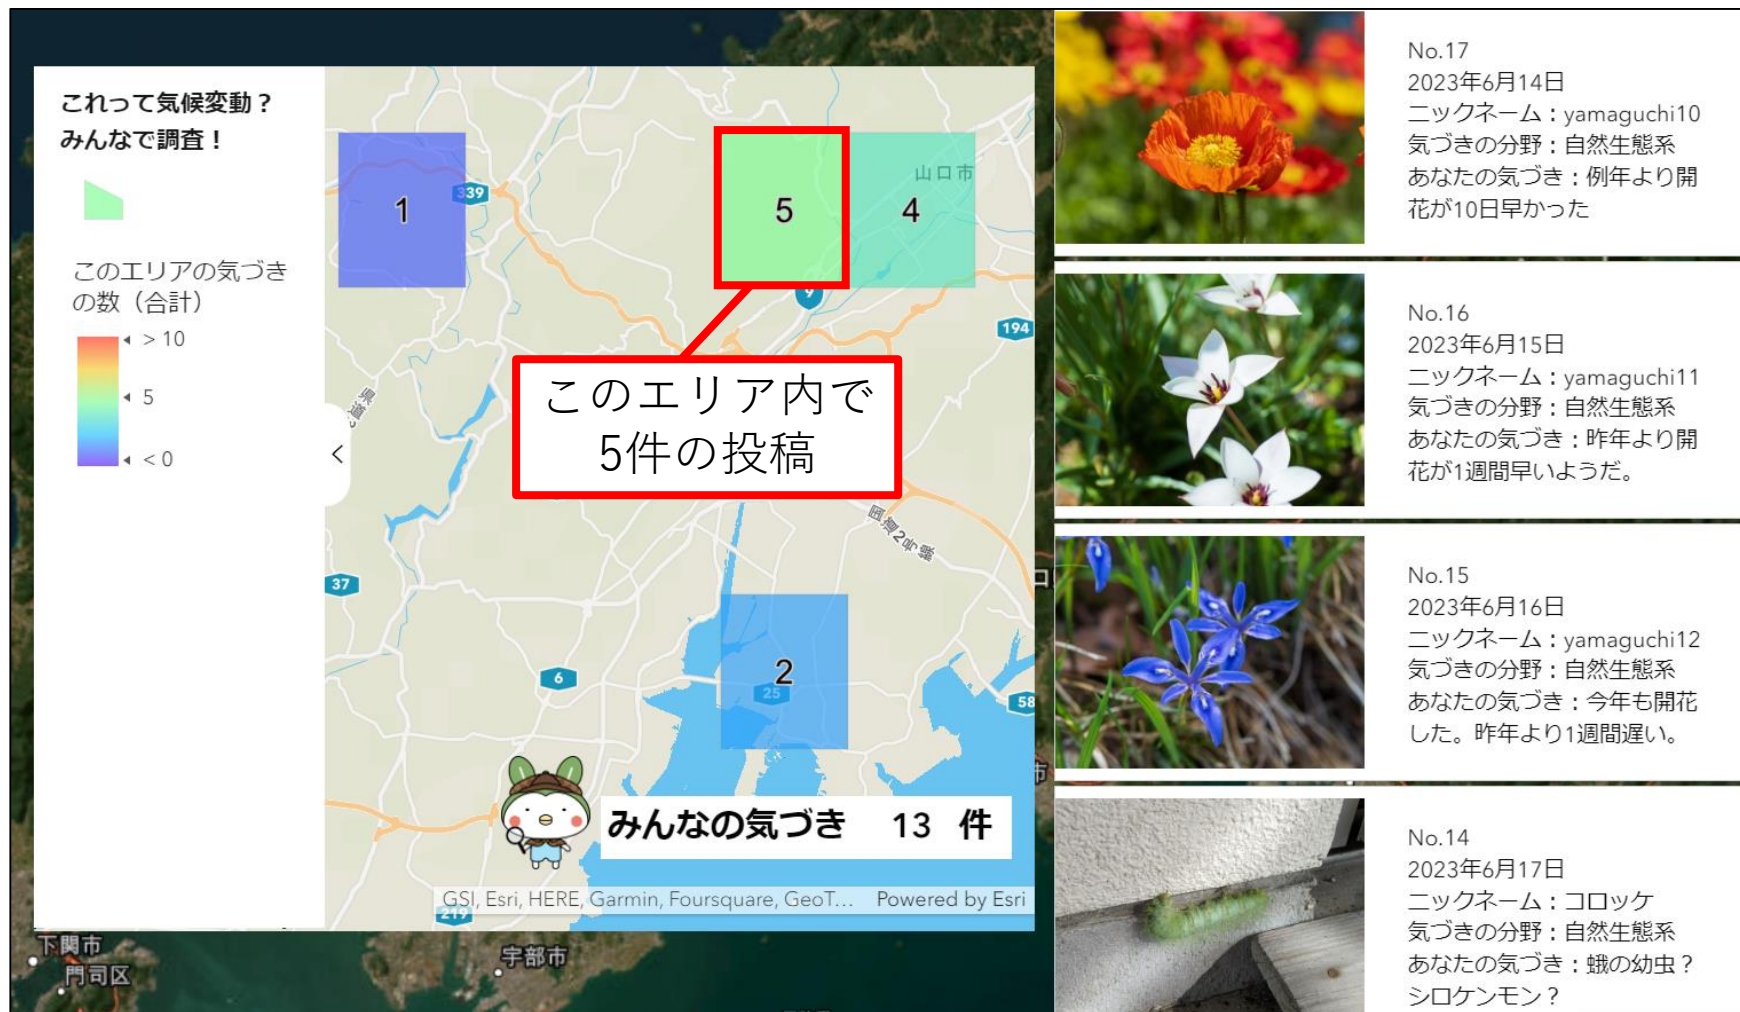 これって気候変動？
みんなで調査！
このエリアの気づき
の数（合計）
> 10
5
< 0
1
5
4
2
339
山口市
9
194
県道
国道2号線
37
6
25
58
219
このエリア内で
5件の投稿
みんなの気づき 13 件
GSI, Esri, HERE, Garmin, Foursquare, GeoT... Powered by Esri
下関市
門司区
宇部市
市
No.17
2023年6月14日
ニックネーム：yamaguchi10
気づきの分野：自然生態系
あなたの気づき：例年より開
花が10日早かった
No.16
2023年6月15日
ニックネーム：yamaguchi11
気づきの分野：自然生態系
あなたの気づき：昨年より開
花が1週間早いようだ。
No.15
2023年6月16日
ニックネーム：yamaguchi12
気づきの分野：自然生態系
あなたの気づき：今年も開花
した。昨年より1週間遅い。
No.14
2023年6月17日
ニックネーム：コロッケ
気づきの分野：自然生態系
あなたの気づき：蛾の幼虫？
シロケンモン？